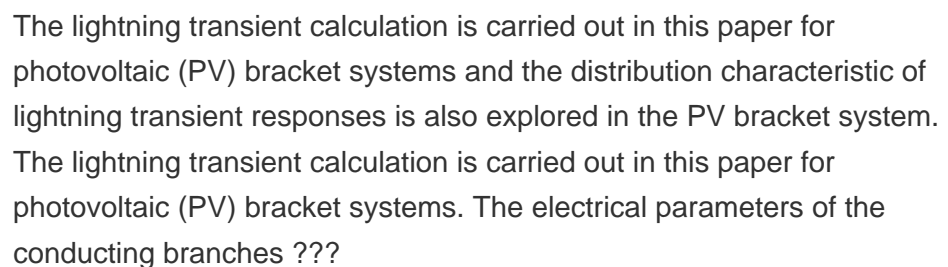 The lightning transient calculation is carried out in this paper for
photovoltaic (PV) bracket systems and the distribution characteristic of
lightning transient responses is also explored in the PV bracket system.
The lightning transient calculation is carried out in this paper for
photovoltaic (PV) bracket systems. The electrical parameters of the
conducting branches ???